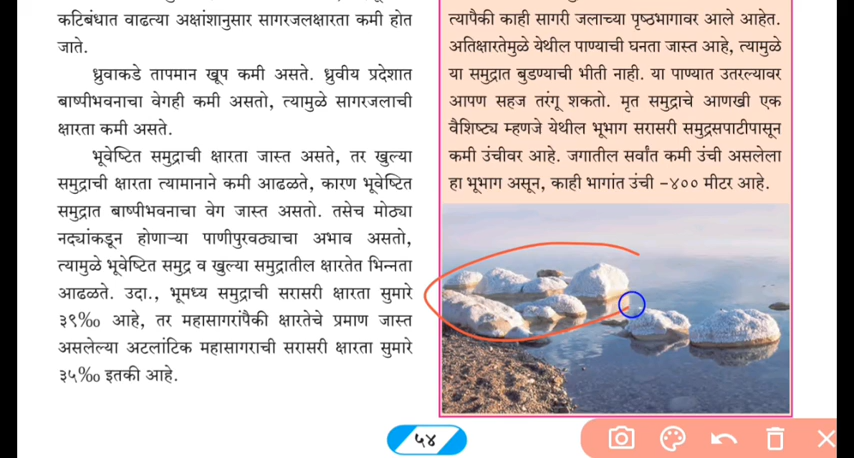 कटिबंधात वाढत्या अक्षांशानुसार सागरजलक्षारता कमी होत
जाते.
ध्रुवाकडे तापमान खूप कमी असते. ध्रुवीय प्रदेशात
बाष्पीभवनाचा वेगही कमी असतो, त्यामुळे सागरजलाची
क्षारता कमी असते.
भूवेष्टित समुद्राची क्षारता जास्त असते, तर खुल्या
समुद्राची क्षारता त्यामानाने कमी आढळते, कारण भूवेष्टित
समुद्रात बाष्पीभवनाचा वेग जास्त असतो. तसेच मोठ्या
नद्यांकडून होणाऱ्या पाणीपुरवठ्याचा अभाव असतो,
त्यामुळे भूवेष्टित समुद्र व खुल्या समुद्रातील क्षारतेत भिन्नता
आढळते. उदा., भूमध्य समुद्राची सरासरी क्षारता सुमारे
३९‰ आहे, तर महासागरांपैकी क्षारतेचे प्रमाण जास्त
असलेल्या अटलांटिक महासागराची सरासरी क्षारता सुमारे
३५‰ इतकी आहे.
त्यापैकी काही सागरी जलाच्या पृष्ठभागावर आले आहेत.
अतिक्षारतेमुळे येथील पाण्याची घनता जास्त आहे, त्यामुळे
या समुद्रात बुडण्याची भीती नाही. या पाण्यात उतरल्यावर
आपण सहज तरंगू शकतो. मृत समुद्राचे आणखी एक
वैशिष्ट्य म्हणजे येथील भूभाग सरासरी समुद्रसपाटीपासून
कमी उंचीवर आहे. जगातील सर्वांत कमी उंची असलेला
हा भूभाग असून, काही भागांत उंची -४०० मीटर आहे.
५४